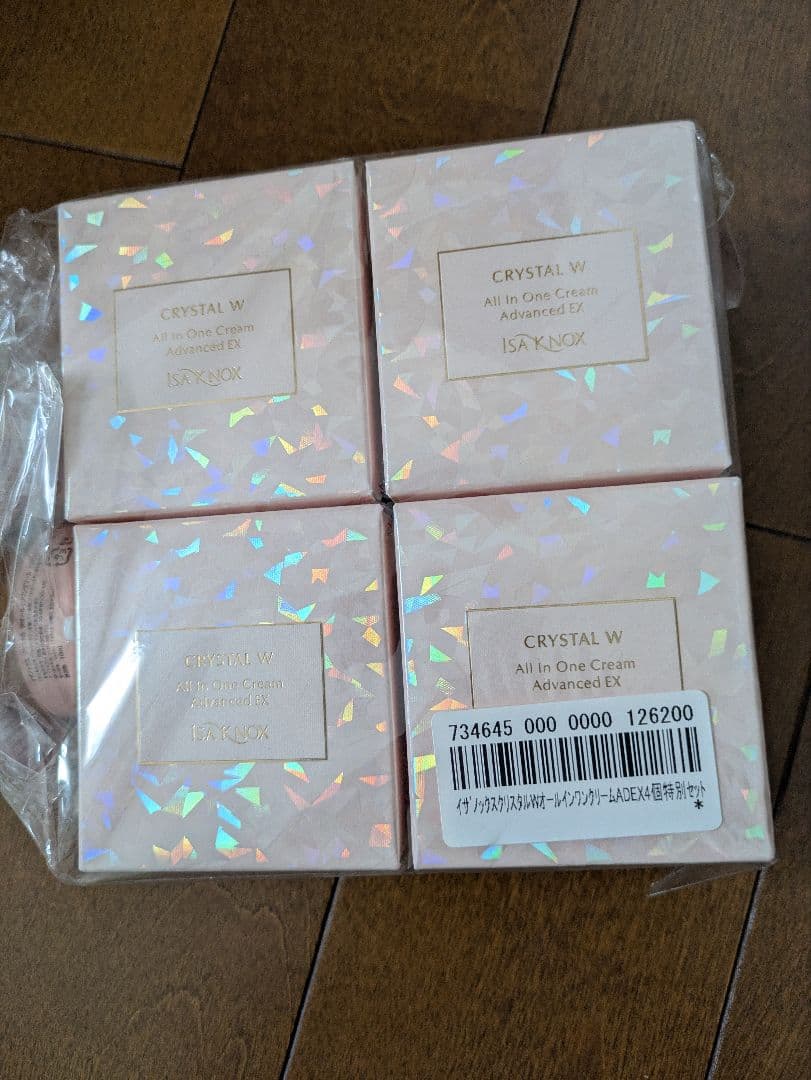 CRYSTAL W
All In One Cream
Advanced EX
ISA KNOX
CRYSTAL W
All In One Cream
Advanced EX
ISA KNOX
CRYSTAL W
All In One Cream
Advanced EX
ISA KNOX
CRYSTAL W
All In One Cream
Advanced EX
734645 000 0000 126200
ｲｻﾞﾉｯｸｽｸﾘｽﾀﾙWｵｰﾙｲﾝﾜﾝｸﾘｰﾑADEX4個特別ｾｯﾄ
*